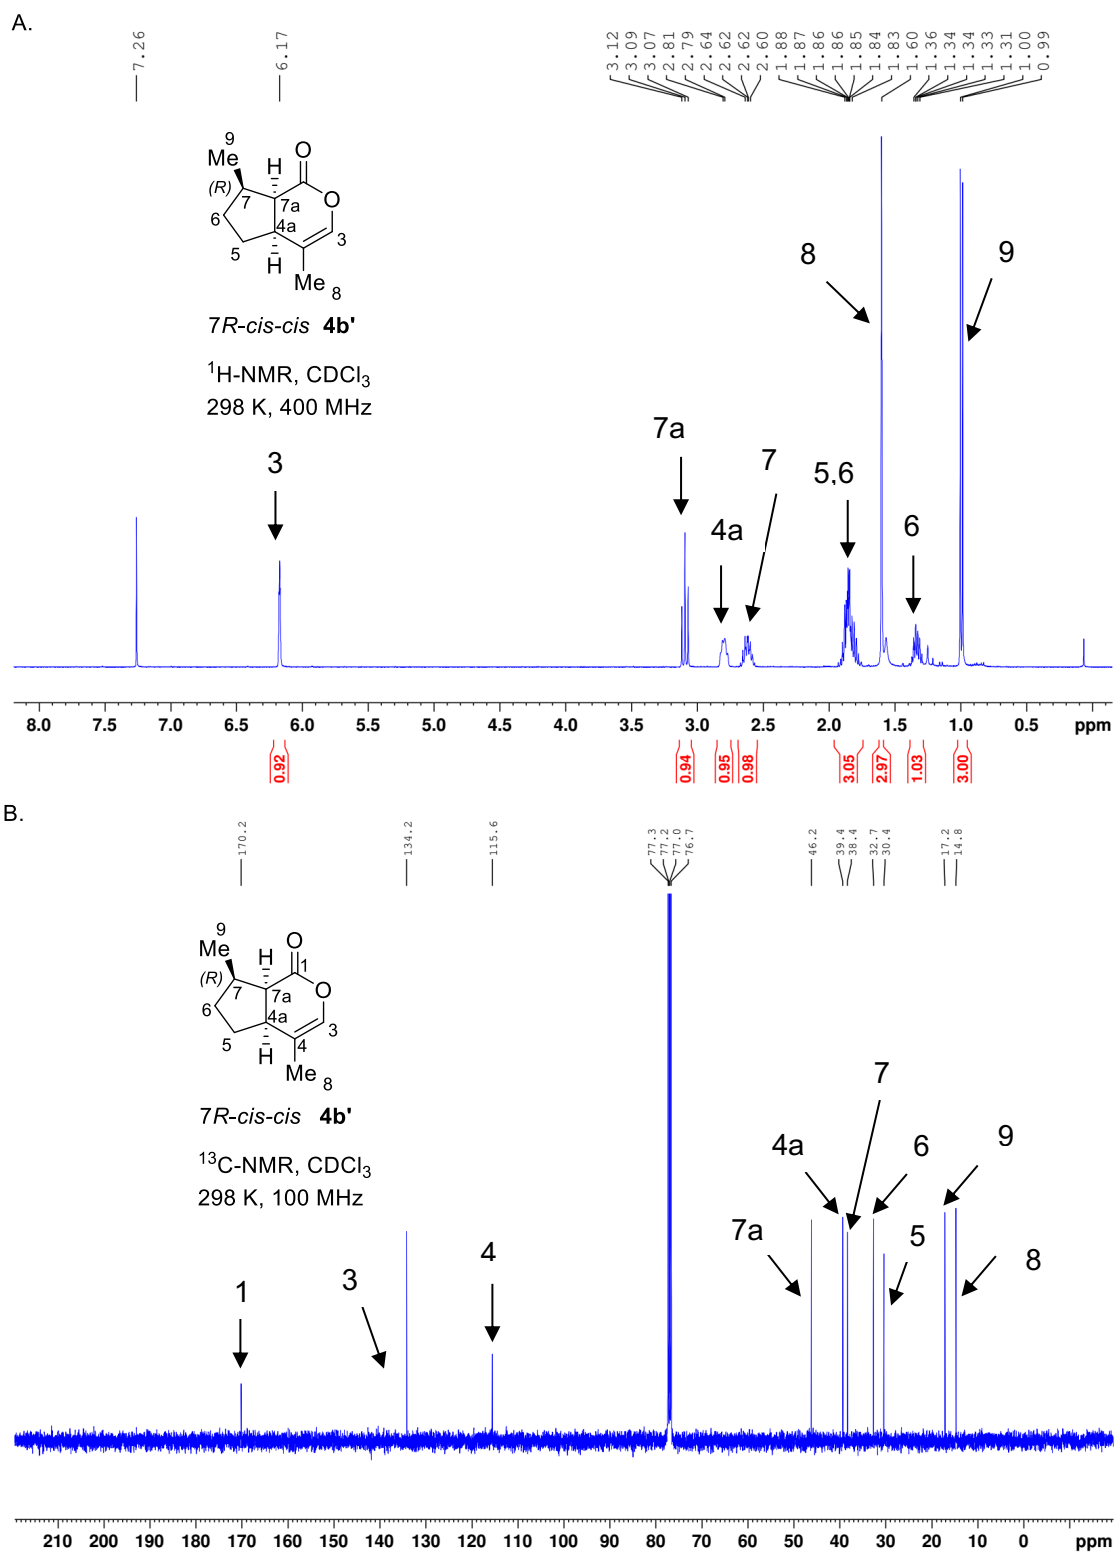 A.
7.26
6.17
3.12
3.09
3.07
2.81
2.79
2.64
2.62
2.62
2.60
1.88
1.87
1.86
1.86
1.85
1.84
1.83
1.60
1.36
1.34
1.34
1.33
1.31
1.00
0.99
9
Me
H
O
(R)
7
7a
O
6
4a
3
5
H
Me 8
7R-cis-cis 4b'
1H-NMR, CDCl3
298 K, 400 MHz
8
9
7a
7
5,6
3
4a
6
8.0 7.5 7.0 6.5 6.0 5.5 5.0 4.5 4.0 3.5 3.0 2.5 2.0 1.5 1.0 0.5 ppm
0.92
0.94
0.95
0.98
3.05
2.97
1.03
3.00
B.
170.2
134.2
115.6
77.3
77.2
77.0
76.7
46.2
39.4
38.4
32.7
30.4
17.2
14.8
9
Me
H
O
1
(R)
7
7a
O
6
4a
3
5
H
4
Me 8
7R-cis-cis 4b'
13C-NMR, CDCl3
298 K, 100 MHz
7
4a
6
9
7a
5
8
4
3
1
210 200 190 180 170 160 150 140 130 120 110 100 90 80 70 60 50 40 30 20 10 0 ppm